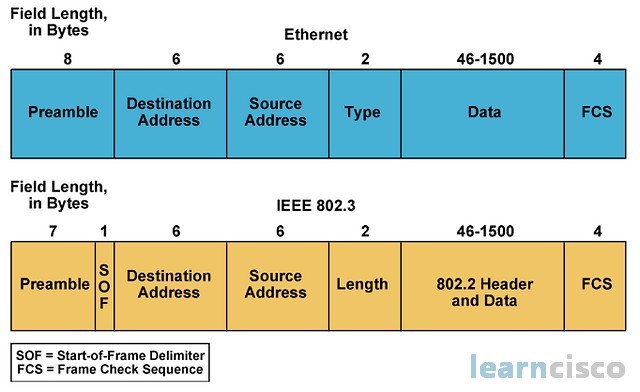 Field Length,
in Bytes
Ethernet
8 6 6 2 46-1500 4
Preamble
Destination
Address
Source
Address
Type
Data
FCS
Field Length,
in Bytes
IEEE 802.3
7 1 6 6 2 46-1500 4
Preamble
S
O
F
Destination
Address
Source
Address
Length
802.2 Header
and Data
FCS
SOF = Start-of-Frame Delimiter
FCS = Frame Check Sequence
learncisco